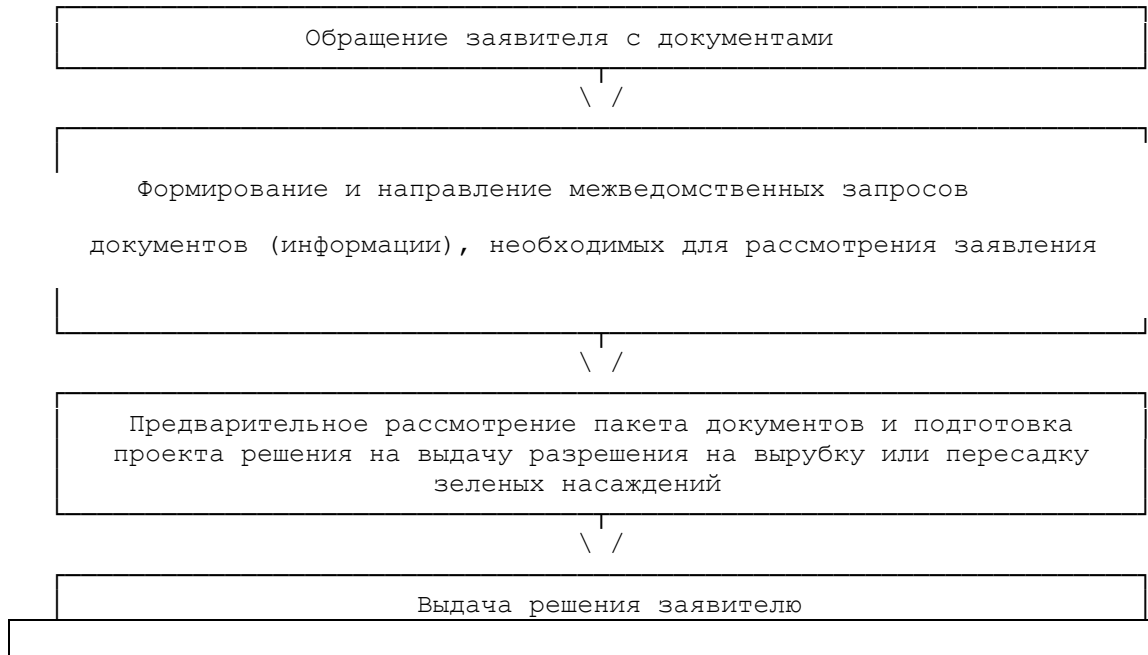 Обращение заявителя с документами
\ /
Формирование и направление межведомственных запросов
документов (информации), необходимых для рассмотрения заявления
\ /
Предварительное рассмотрение пакета документов и подготовка
проекта решения на выдачу разрешения на вырубку или пересадку
зеленых насаждений
\ /
Выдача решения заявителю